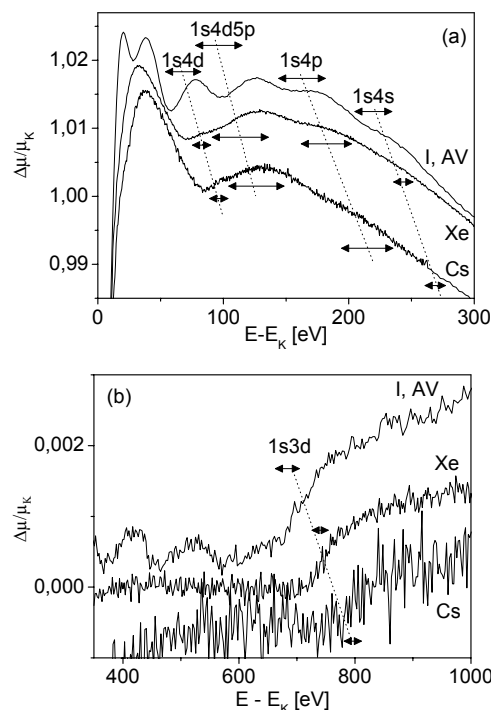 1s4d5p
1s4d 1s4p (a)
1,02 1s4s
1,01
I, AV
1,00
Xe
0,99 Cs
Δμ/μK
0 100 200 300
E-EK [eV]
(b) I, AV
1s3d
0,002
Xe
0,000
Cs
Δμ/μK
400 600 800 1000
E - EK [eV]